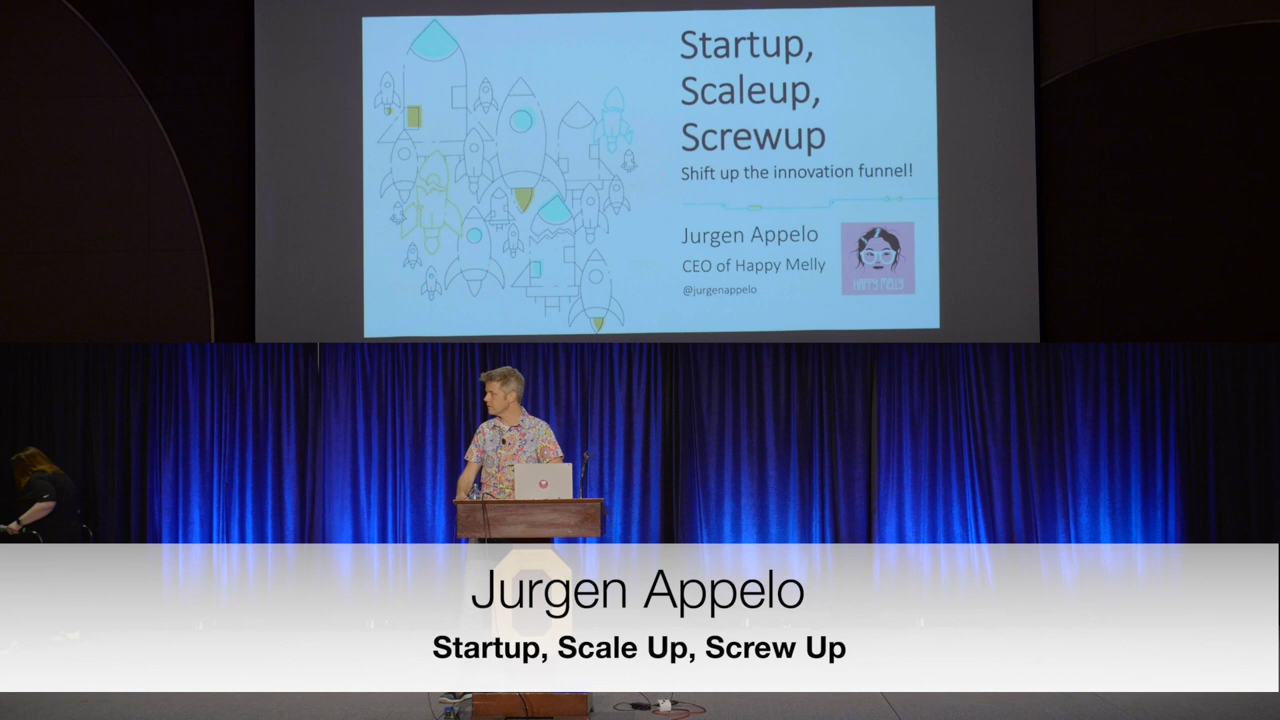 Startup,
Scaleup,
Screwup
Shift up the innovation funnel!
Jurgen Appelo
CEO of Happy Melly
@jurgenappelo
HAPPY MELLY
Jurgen Appelo
Startup, Scale Up, Screw Up